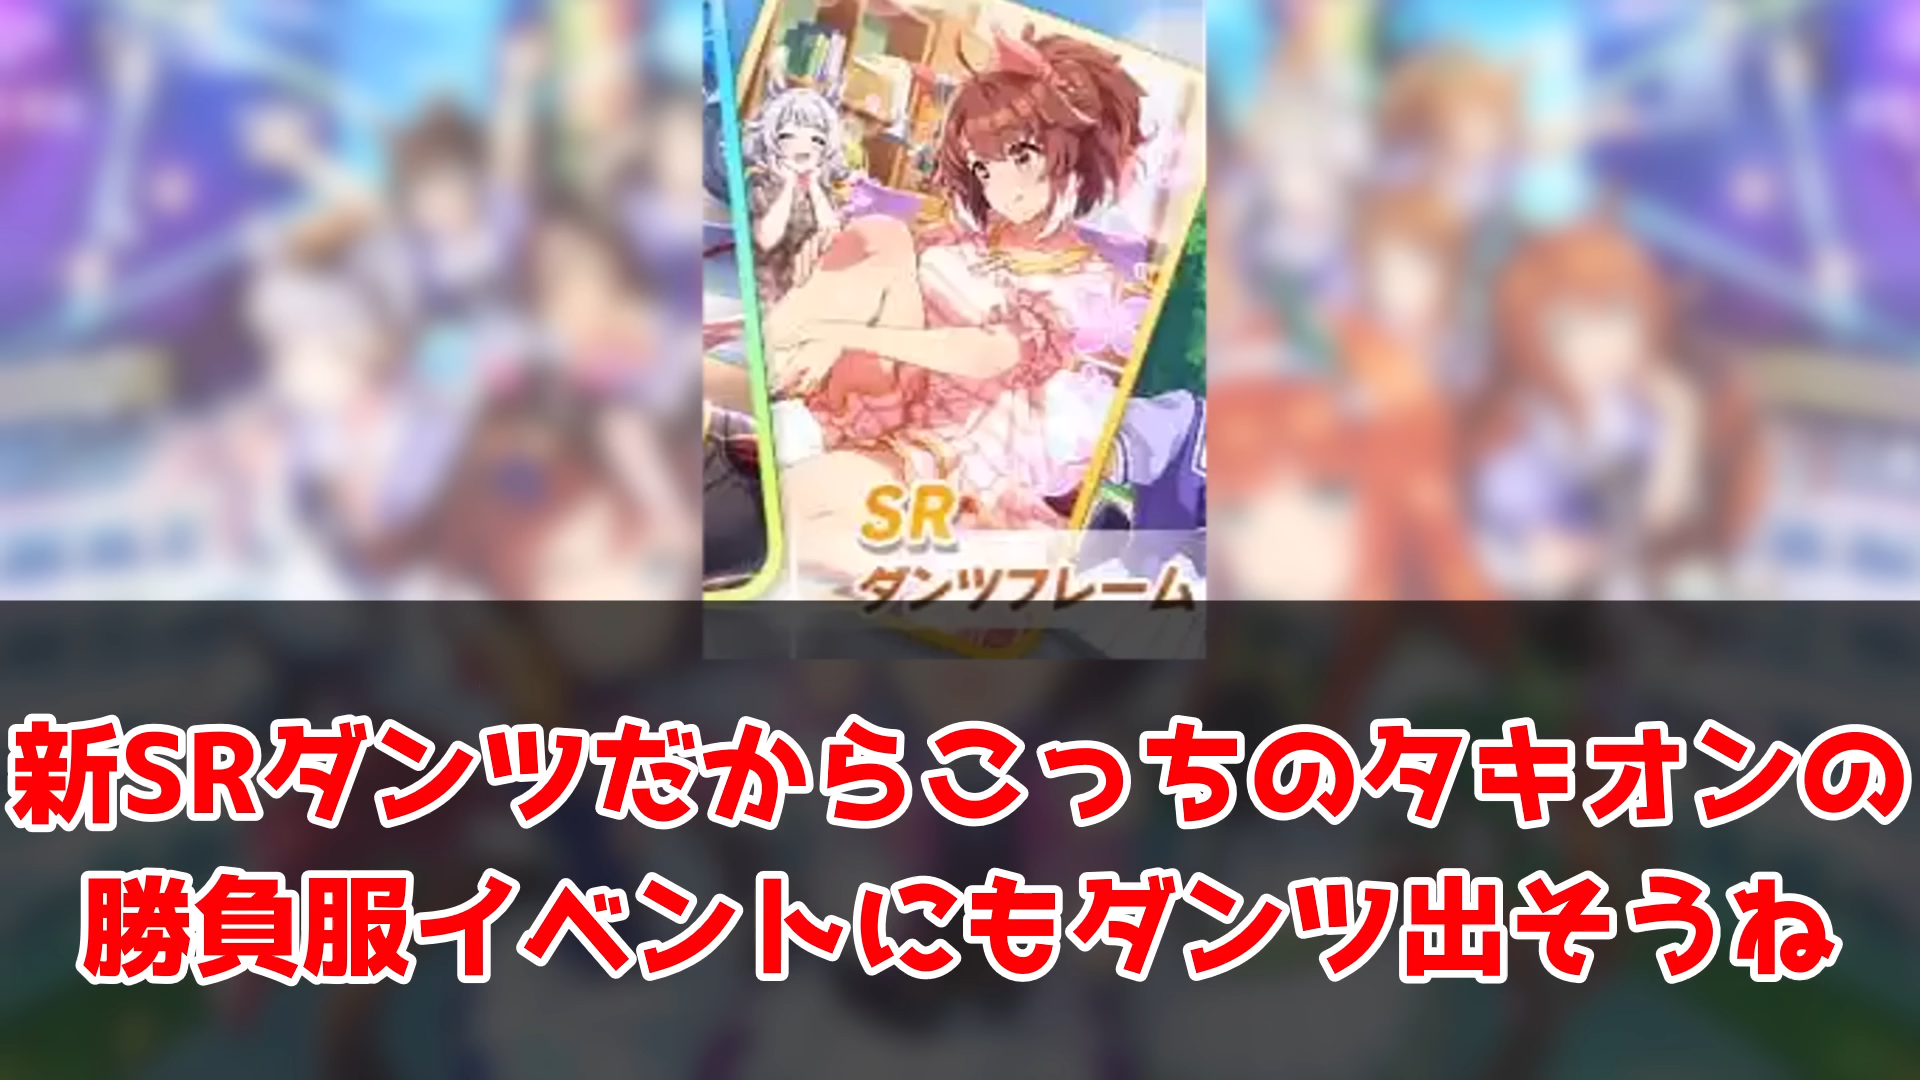 SR
ダンツフレーム
新SRダンツだからこっちのタキオンの
勝負服イベントにもダンツ出そうね